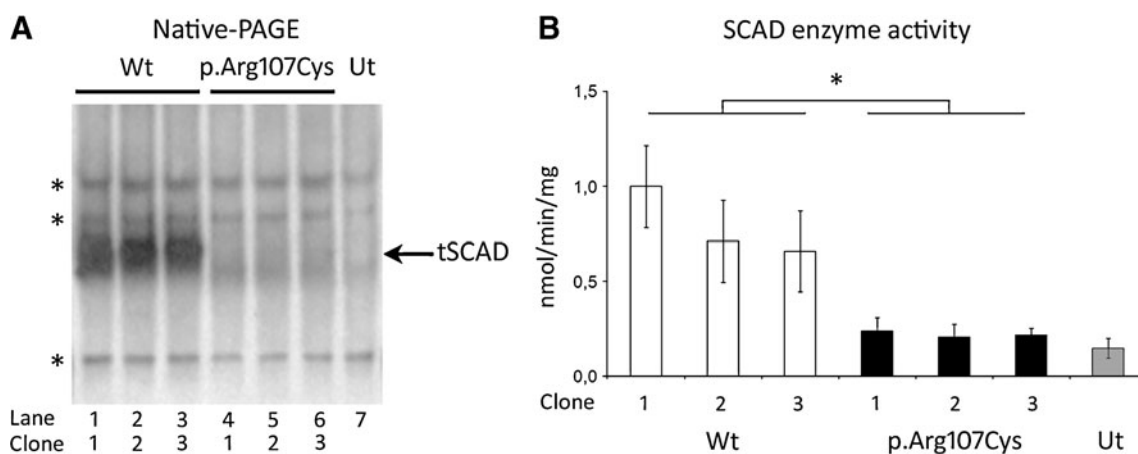 A
Native-PAGE
Wt p.Arg107Cys Ut
*
*
tSCAD
*
Lane 1 2 3 4 5 6 7
Clone 1 2 3 1 2 3
B
SCAD enzyme activity
*
nmol/min/mg
1,5
1,0
0,5
0,0
Clone 1 2 3 1 2 3
Wt p.Arg107Cys Ut